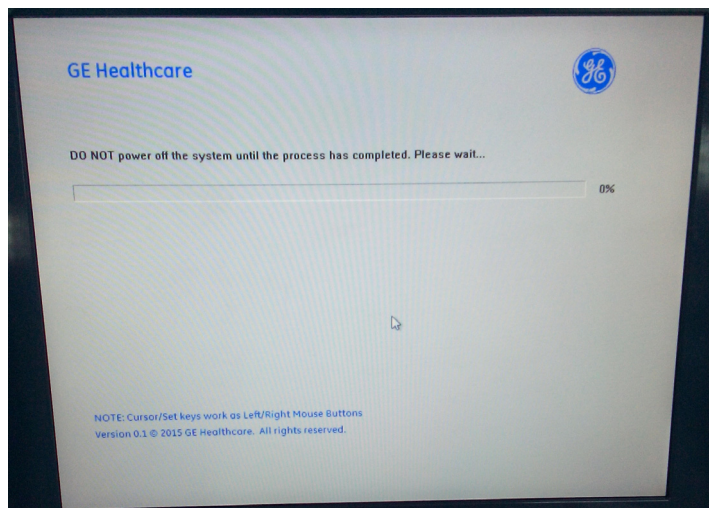 GE Healthcare
GE
DO NOT power off the system until the process has completed. Please wait...
0%
NOTE: Cursor/Set keys work as Left/Right Mouse Buttons
Version 0.1 © 2015 GE Healthcare. All rights reserved.